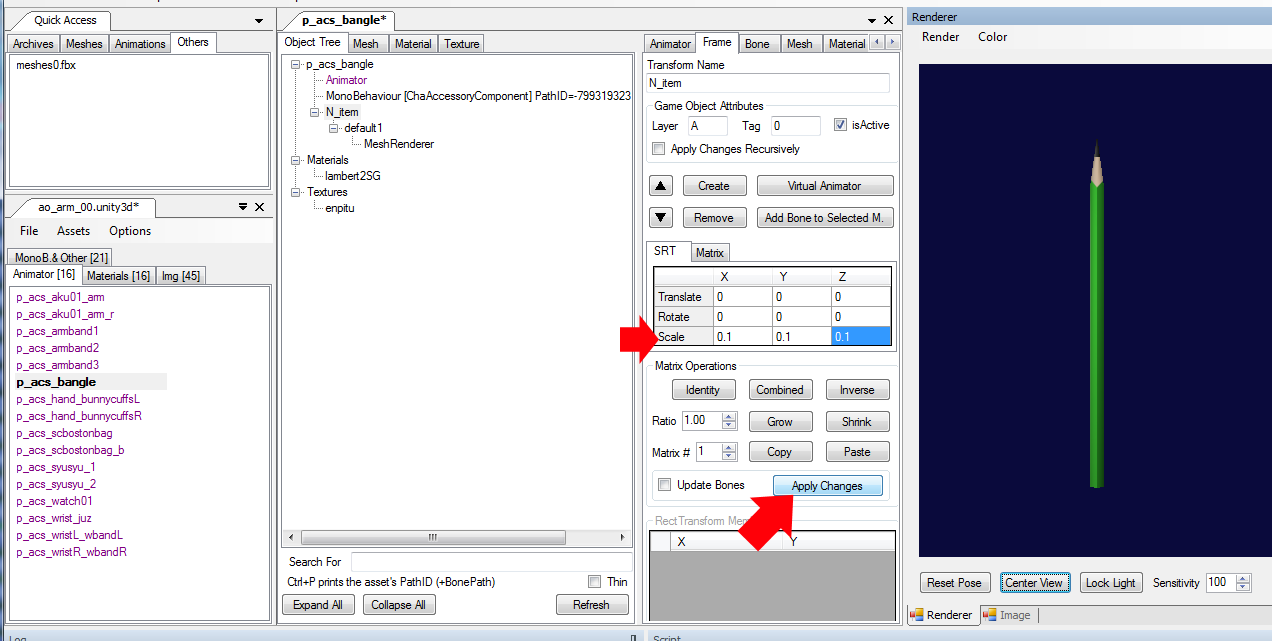 Quick Access
Archives Meshes Animations Others
meshes0.fbx
ao_arm_00.unity3d*
File Assets Options
MonoB.& Other [21]
Animator [16] Materials [16] Img [45]
p_acs_aku01_arm
p_acs_aku01_arm_r
p_acs_armband1
p_acs_armband2
p_acs_armband3
p_acs_bangle
p_acs_hand_bunnycuffsL
p_acs_hand_bunnycuffsR
p_acs_scbostonbag
p_acs_scbostonbag_b
p_acs_syusyu_1
p_acs_syusyu_2
p_acs_watch01
p_acs_wrist_juz
p_acs_wristL_wbandL
p_acs_wristR_wbandR
p_acs_bangle*
Object Tree Mesh Material Texture
p_acs_bangle
Animator
MonoBehaviour [ChaAccessoryComponent] PathID=-799319323
N_item
default1
MeshRenderer
Materials
lambert2SG
Textures
enpitu
Search For
Ctrl+P prints the asset's PathID (+BonePath) Thin
Expand All Collapse All Refresh
Animator Frame Bone Mesh Material
Transform Name
N_item
Game Object Attributes
Layer A Tag 0 isActive
Apply Changes Recursively
Create Virtual Animator
Remove Add Bone to Selected M.
SRT Matrix
X Y Z
Translate 0 0 0
Rotate 0 0 0
Scale 0.1 0.1 0.1
Matrix Operations
Identity Combined Inverse
Ratio 1.00 Grow Shrink
Matrix # 1 Copy Paste
Update Bones Apply Changes
RectTransform
X Y
Renderer
Render Color
Reset Pose Center View Lock Light Sensitivity 100
Renderer Image
Log
Script